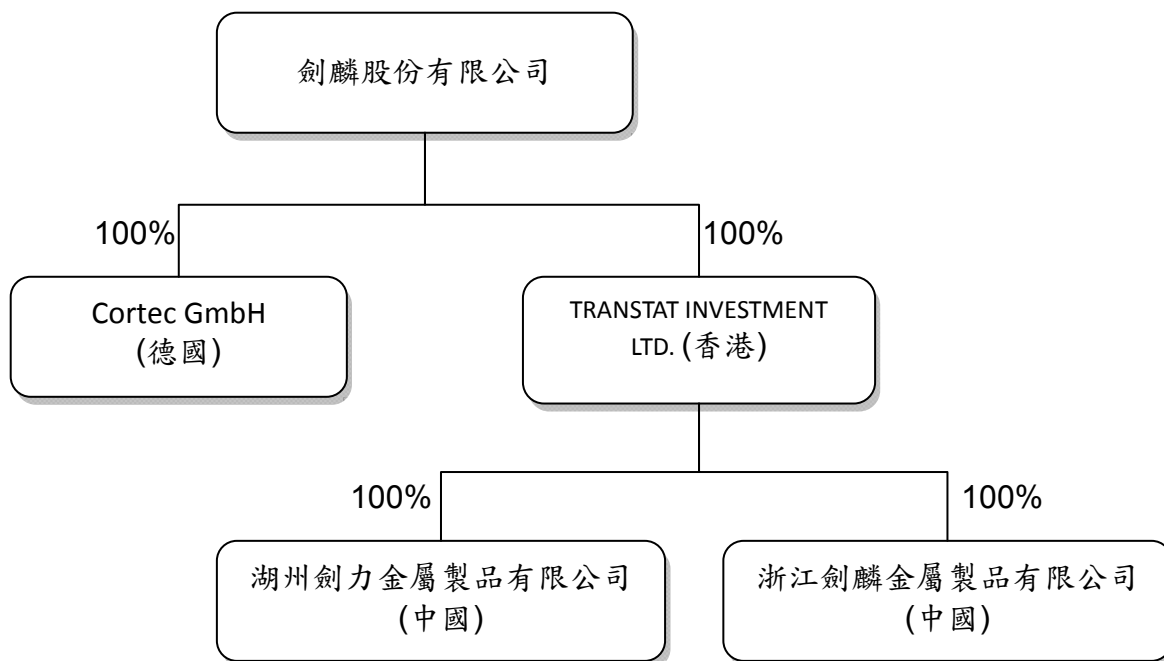 劍麟股份有限公司
100%
100%
Cortec GmbH
(德國)
TRANSTAT INVESTMENT
LTD. (香港)
100%
100%
湖州劍力金屬製品有限公司
(中國)
浙江劍麟金屬製品有限公司
(中國)